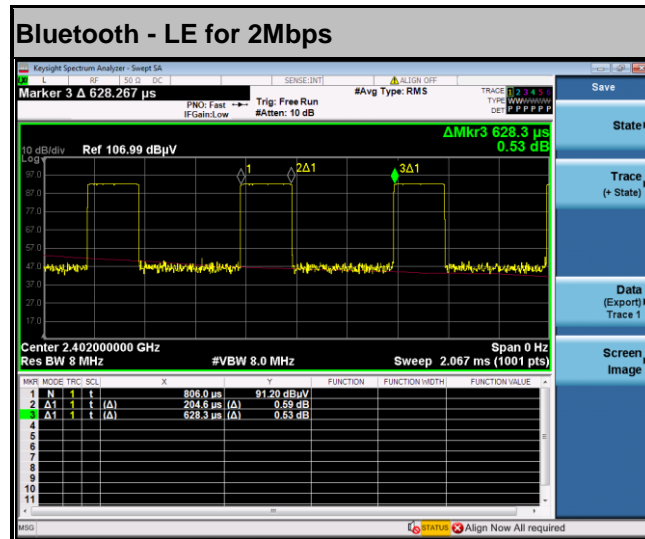 Bluetooth - LE for 2Mbps
Keysight Spectrum Analyzer - Swept SA
L RF 50 Ω DC SENSE:INT ALIGN OFF
Marker 3 Δ 628.267 µs
PNO: Fast
IFGain:Low
Trig: Free Run
#Atten: 10 dB
#Avg Type: RMS
TRACE 1 2 3 4 5 6
TYPE WWWWWW
DET P P P P P P
ΔMkr3 628.3 µs
0.53 dB
10 dB/div
Log
Ref 106.99 dBµV
97.0
87.0
77.0
67.0
57.0
47.0
37.0
27.0
17.0
1
2Δ1
3Δ1
Center 2.402000000 GHz
Span 0 Hz
Res BW 8 MHz
#VBW 8.0 MHz
Sweep 2.067 ms (1001 pts)
MKR MODE TRC SCL X Y FUNCTION FUNCTION WIDTH FUNCTION VALUE
1 N 1 t 806.0 µs 91.20 dBµV
2 Δ1 1 t (Δ) 204.6 µs (Δ) 0.59 dB
3 Δ1 1 t (Δ) 628.3 µs (Δ) 0.53 dB
4
5
6
7
8
9
10
11
MSG
STATUS
Align Now All required
Save
State
Trace
(+ State)
Data
(Export)
Trace 1
Screen
Image